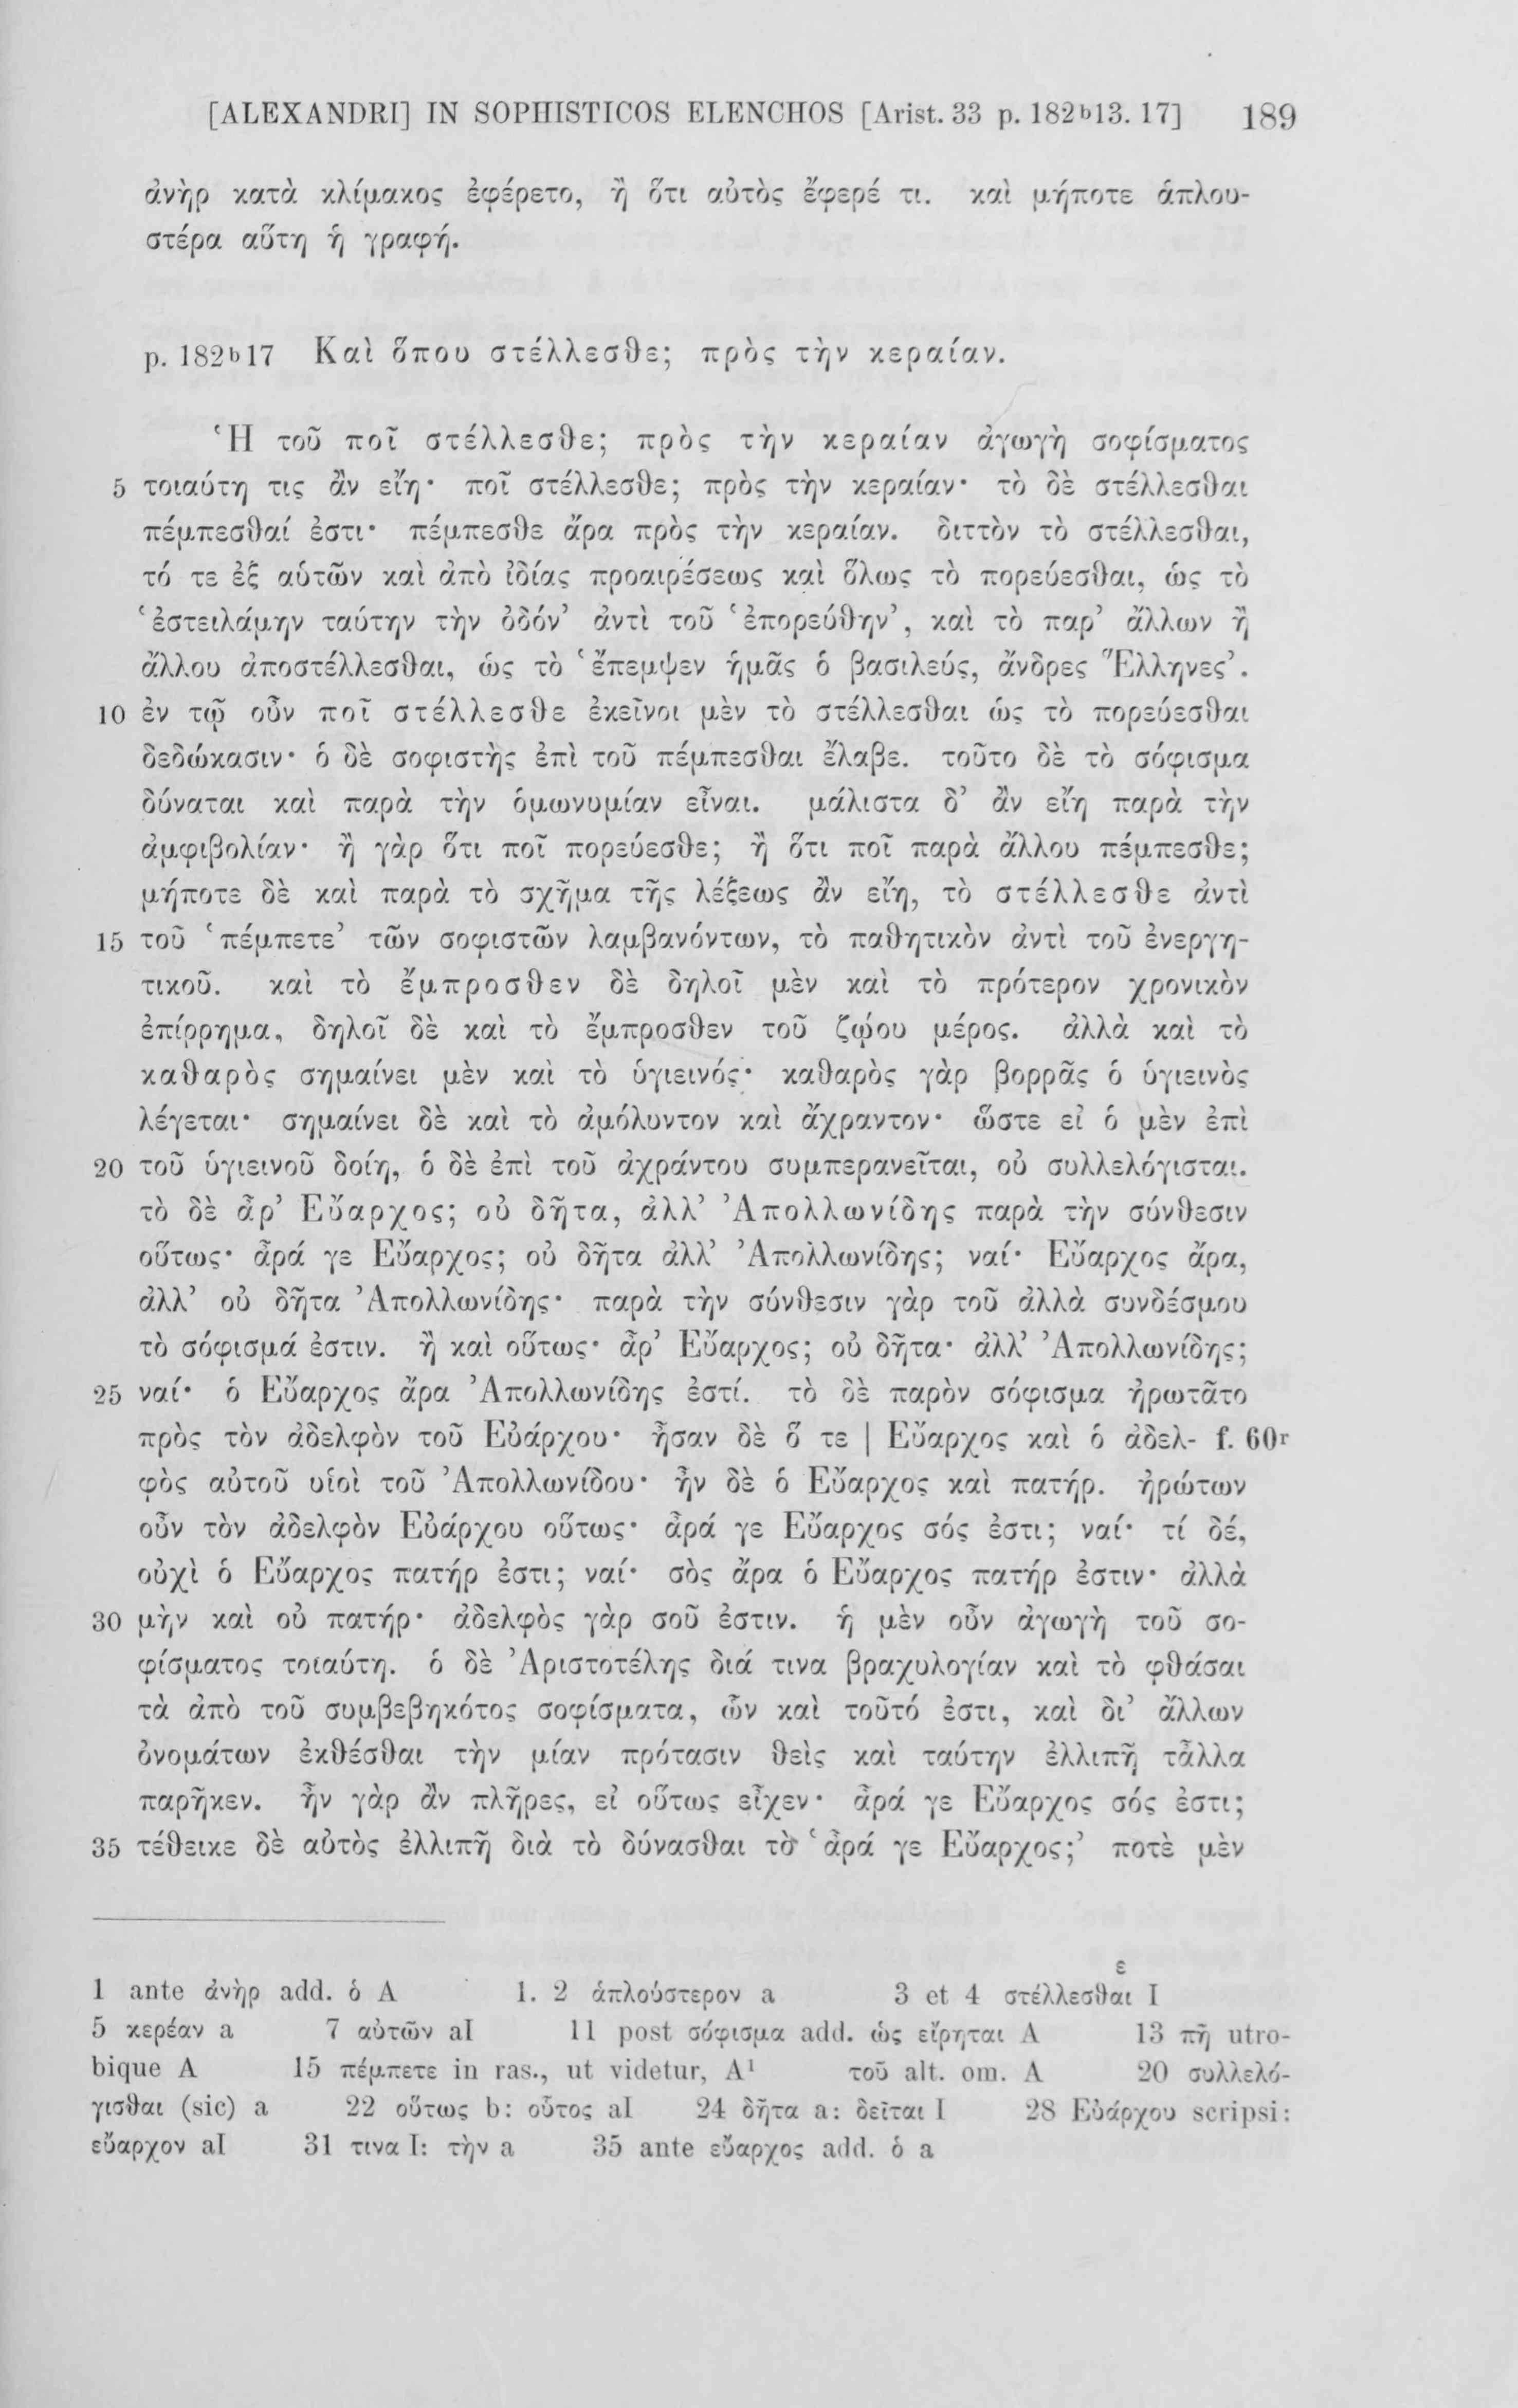 [ALEXANDRI] IN SOPHISTICOS ELENCHOS [Arist. 33 p. 182b13. 17] 189
ἀνὴρ κατὰ κλίμακος ἐφέρετο, ἢ ὅτι αὐτὸς ἔφερέ τι. καὶ μήποτε ἁπλου-
στέρα αὕτη ἡ γραφή.
p. 182b17 Καὶ ὅπου στέλλεσθε; πρὸς τὴν κεραίαν.
Ἡ τοῦ ποῖ στέλλεσθε; πρὸς τὴν κεραίαν ἀγωγὴ σοφίσματος
5 τοιαύτη τις ἂν εἴη· ποῖ στέλλεσθε; πρὸς τὴν κεραίαν· τὸ δὲ στέλλεσθαι
πέμπεσθαί ἐστι· πέμπεσθε ἄρα πρὸς τὴν κεραίαν. διττὸν τὸ στέλλεσθαι,
τό τε ἐξ αὑτῶν καὶ ἀπὸ ἰδίας προαιρέσεως καὶ ὅλως τὸ πορεύεσθαι, ὡς τὸ
‘ἐστειλάμην ταύτην τὴν ὁδόν’ ἀντὶ τοῦ ‘ἐπορεύθην’, καὶ τὸ παρ’ ἄλλων ἢ
ἄλλου ἀποστέλλεσθαι, ὡς τὸ ‘ἔπεμψεν ἡμᾶς ὁ βασιλεύς, ἄνδρες Ἕλληνες’.
10 ἐν τῷ οὖν ποῖ στέλλεσθε ἐκεῖνοι μὲν τὸ στέλλεσθαι ὡς τὸ πορεύεσθαι
δεδώκασιν· ὁ δὲ σοφιστὴς ἐπὶ τοῦ πέμπεσθαι ἔλαβε. τοῦτο δὲ τὸ σόφισμα
δύναται καὶ παρὰ τὴν ὁμωνυμίαν εἶναι. μάλιστα δ’ ἂν εἴη παρὰ τὴν
ἀμφιβολίαν· ἢ γὰρ ὅτι ποῖ πορεύεσθε; ἢ ὅτι ποῖ παρὰ ἄλλου πέμπεσθε;
μήποτε δὲ καὶ παρὰ τὸ σχῆμα τῆς λέξεως ἂν εἴη, τὸ στέλλεσθε ἀντὶ
15 τοῦ ‘πέμπετε’ τῶν σοφιστῶν λαμβανόντων, τὸ παθητικὸν ἀντὶ τοῦ ἐνεργη-
τικοῦ. καὶ τὸ ἔμπροσθεν δὲ δηλοῖ μὲν καὶ τὸ πρότερον χρονικὸν
ἐπίρρημα, δηλοῖ δὲ καὶ τὸ ἔμπροσθεν τοῦ ζῴου μέρος. ἀλλὰ καὶ τὸ
καθαρὸς σημαίνει μὲν καὶ τὸ ὑγιεινός· καθαρὸς γὰρ βορρᾶς ὁ ὑγιεινὸς
λέγεται· σημαίνει δὲ καὶ τὸ ἀμόλυντον καὶ ἄχραντον· ὥστε εἰ ὁ μὲν ἐπὶ
20 τοῦ ὑγιεινοῦ δοίη, ὁ δὲ ἐπὶ τοῦ ἀχράντου συμπερανεῖται, οὐ συλλελόγισται.
τὸ δὲ ἆρ’ Εὔαρχος; οὐ δῆτα, ἀλλ’ Ἀπολλωνίδης παρὰ τὴν σύνθεσιν
οὕτως· ἆρά γε Εὔαρχος; οὐ δῆτα ἀλλ’ Ἀπολλωνίδης; ναί· Εὔαρχος ἄρα,
ἀλλ’ οὐ δῆτα Ἀπολλωνίδης· παρὰ τὴν σύνθεσιν γὰρ τοῦ ἀλλὰ συνδέσμου
τὸ σόφισμά ἐστιν. ἢ καὶ οὕτως· ἆρ’ Εὔαρχος; οὐ δῆτα· ἀλλ’ Ἀπολλωνίδης;
25 ναί· ὁ Εὔαρχος ἄρα Ἀπολλωνίδης ἐστί. τὸ δὲ παρὸν σόφισμα ἠρωτᾶτο
πρὸς τὸν ἀδελφὸν τοῦ Εὐάρχου· ἦσαν δὲ ὅ τε | Εὔαρχος καὶ ὁ ἀδελ- f. 60r
φὸς αὐτοῦ υἱοὶ τοῦ Ἀπολλωνίδου· ἦν δὲ ὁ Εὔαρχος καὶ πατήρ. ἠρώτων
οὖν τὸν ἀδελφὸν Εὐάρχου οὕτως· ἆρά γε Εὔαρχος σός ἐστι; ναί· τί δέ,
οὐχὶ ὁ Εὔαρχος πατήρ ἐστι; ναί· σὸς ἄρα ὁ Εὔαρχος πατήρ ἐστιν· ἀλλὰ
30 μὴν καὶ οὐ πατήρ· ἀδελφὸς γὰρ σοῦ ἐστιν. ἡ μὲν οὖν ἀγωγὴ τοῦ σο-
φίσματος τοιαύτη. ὁ δὲ Ἀριστοτέλης διά τινα βραχυλογίαν καὶ τὸ φθάσαι
τὰ ἀπὸ τοῦ συμβεβηκότος σοφίσματα, ὧν καὶ τοῦτό ἐστι, καὶ δι’ ἄλλων
ὀνομάτων ἐκθέσθαι τὴν μίαν πρότασιν θεὶς καὶ ταύτην ἐλλιπῆ τἆλλα
παρῆκεν. ἦν γὰρ ἂν πλῆρες, εἰ οὕτως εἶχεν· ἆρά γε Εὔαρχος σός ἐστι;
35 τέθεικε δὲ αὐτὸς ἐλλιπῆ διὰ τὸ δύνασθαι τὸ ‘ἆρά γε Εὔαρχος;’ ποτὲ μὲν
ε
1 ante ἀνὴρ add. ὁ A 1. 2 ἁπλούστερον a 3 et 4 στέλλεσθαι I
5 κερέαν a 7 αὐτῶν aI 11 post σόφισμα add. ὡς εἴρηται A 13 πῆ utro-
bique A 15 πέμπετε in ras., ut videtur, A¹ τοῦ alt. om. A 20 συλλελό-
γισθαι (sic) a 22 οὕτως b: οὗτος aI 24 δῆτα a: δεῖται I 28 Εὐάρχου scripsi:
εὔαρχον aI 31 τινα I: τὴν a 35 ante εὔαρχος add. ὁ a